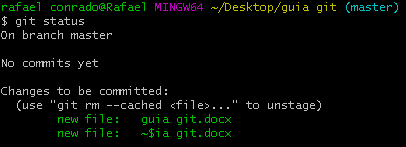 rafael conrado@Rafael MINGW64 ~/Desktop/guia git (master)
$ git status
On branch master
No commits yet
Changes to be committed:
(use "git rm --cached <file>..." to unstage)
new file: guia git.docx
new file: ~$ia git.docx